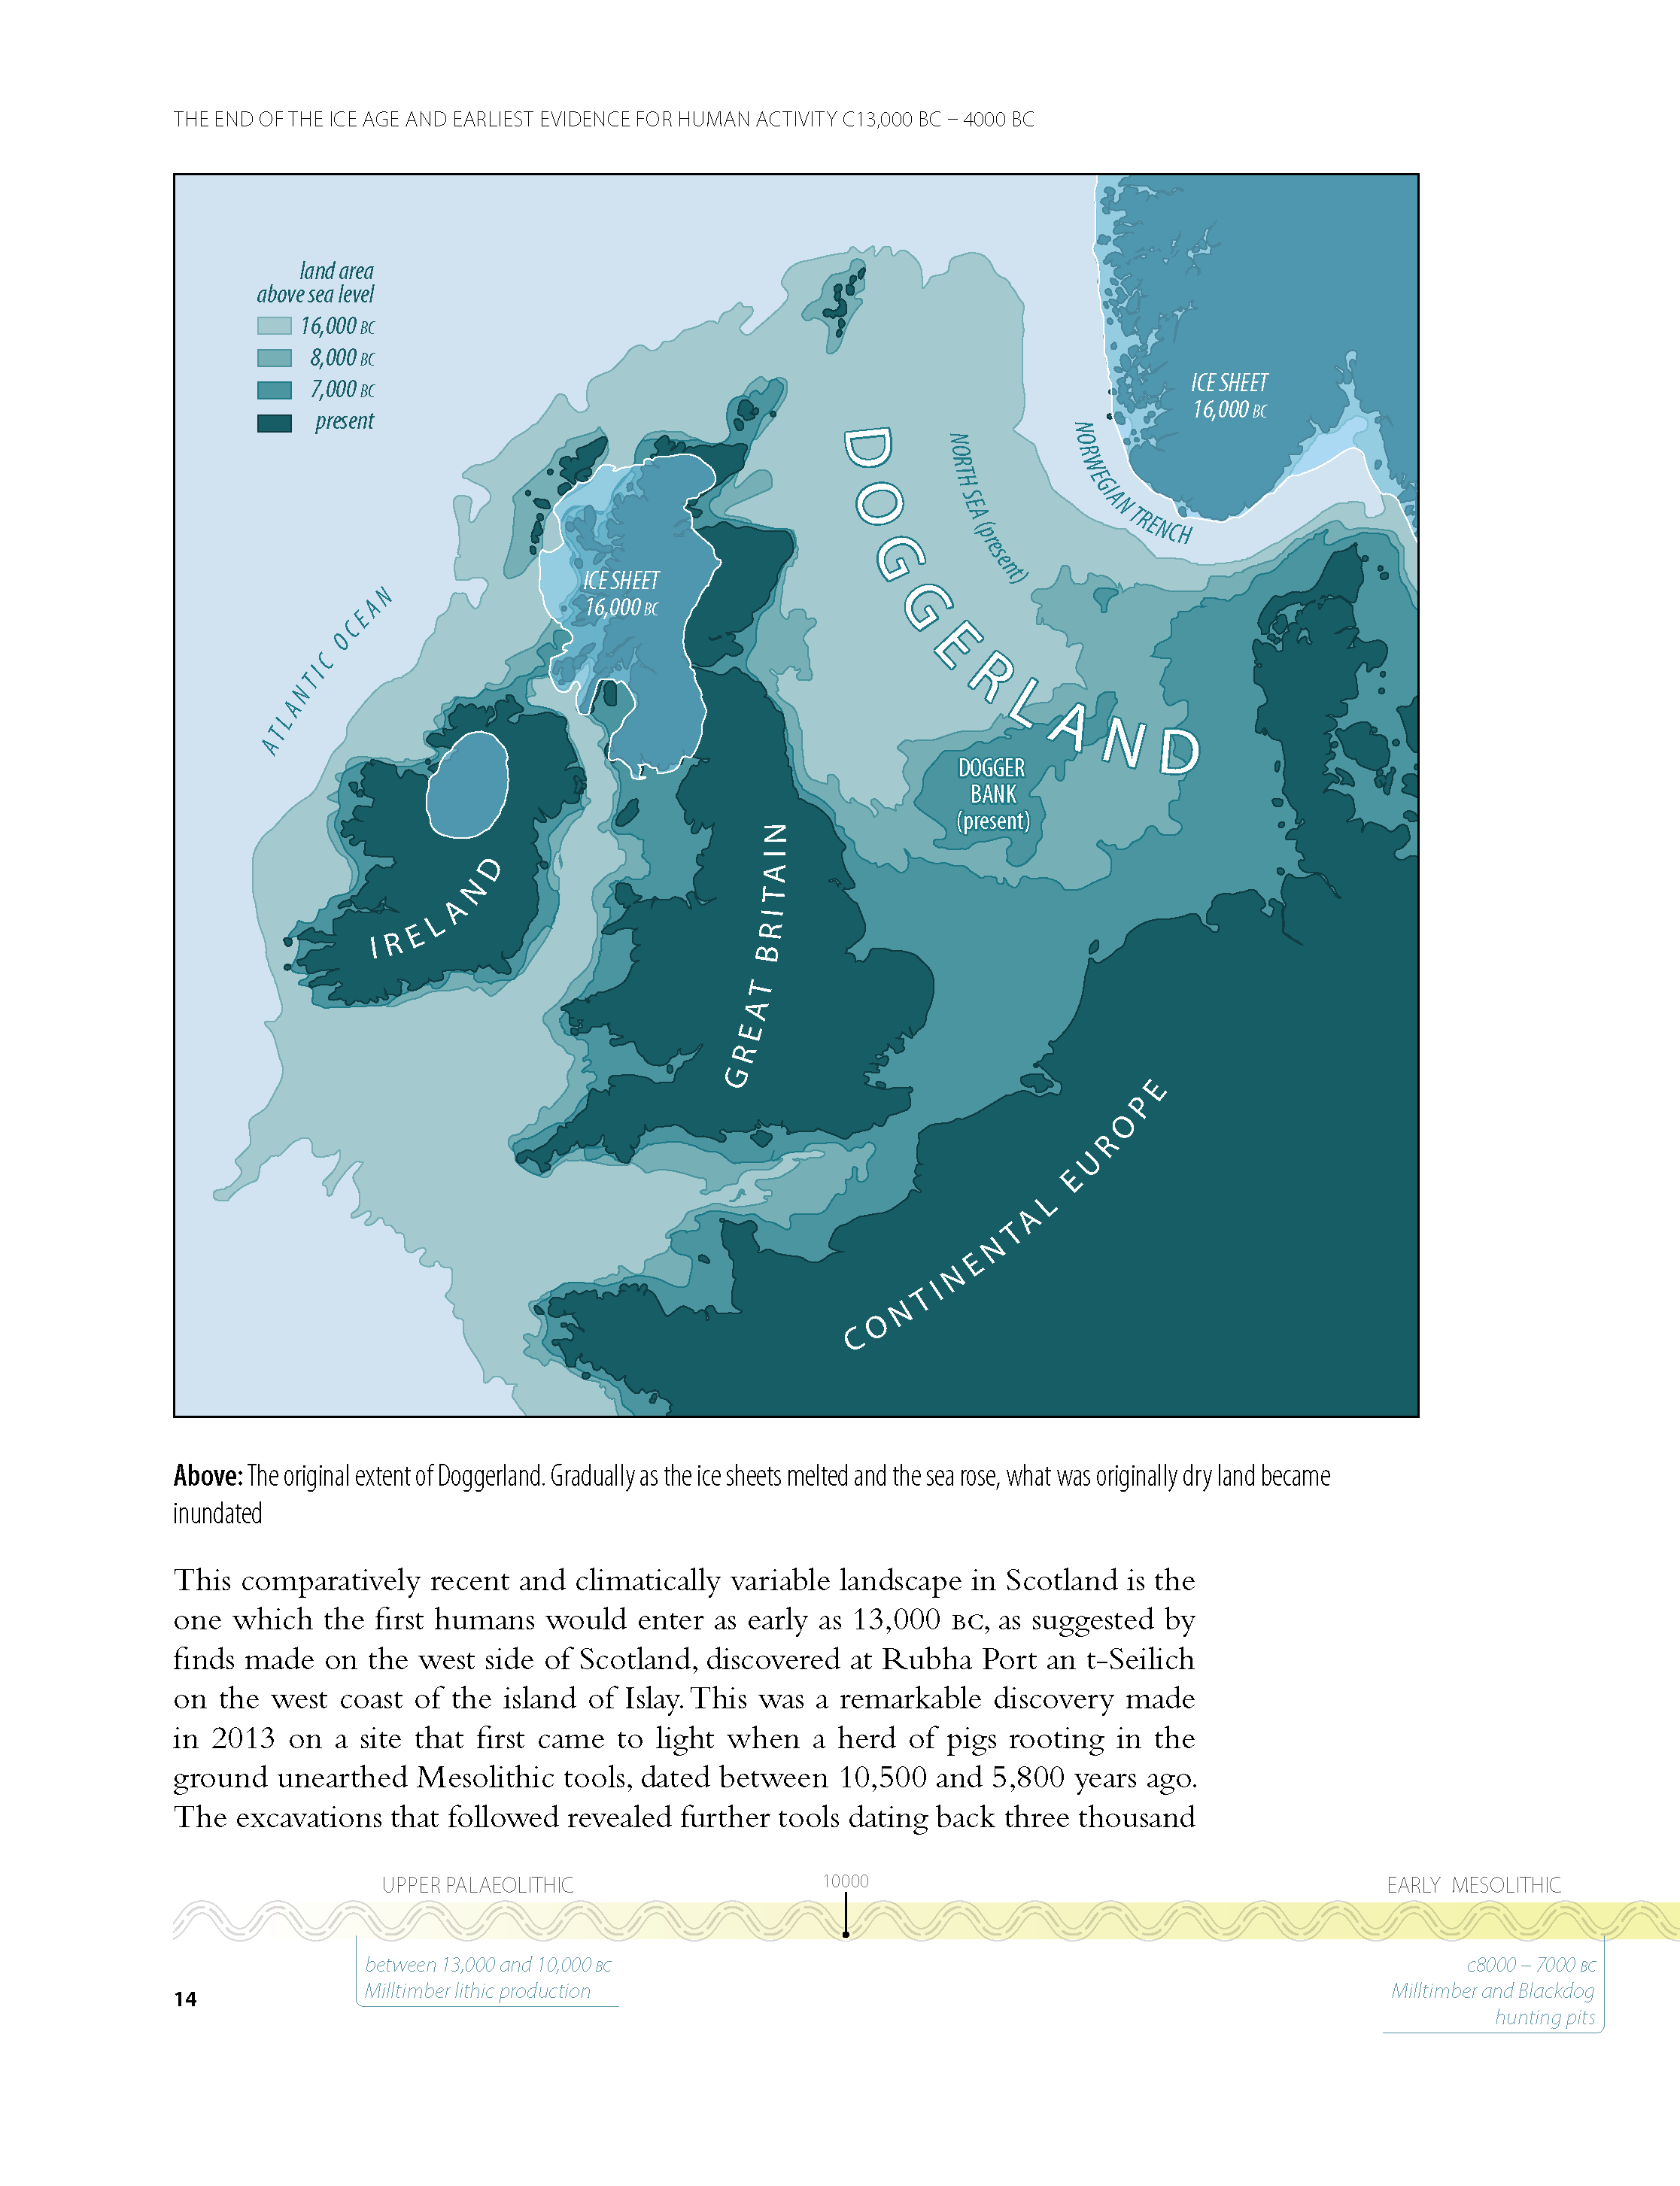 THE END OF THE ICE AGE AND EARLIEST EVIDENCE FOR HUMAN ACTIVITY C13,000 BC – 4000 BC
land area
above sea level
16,000 BC
8,000 BC
7,000 BC
present
ICE SHEET
16,000 BC
NORWEGIAN TRENCH
NORTH SEA (present)
DOGGERLAND
ICE SHEET
16,000 BC
ATLANTIC OCEAN
DOGGER
BANK
(present)
IRELAND
GREAT BRITAIN
CONTINENTAL EUROPE
Above: The original extent of Doggerland. Gradually as the ice sheets melted and the sea rose, what was originally dry land became
inundated
This comparatively recent and climatically variable landscape in Scotland is the
one which the first humans would enter as early as 13,000 BC, as suggested by
finds made on the west side of Scotland, discovered at Rubha Port an t-Seilich
on the west coast of the island of Islay. This was a remarkable discovery made
in 2013 on a site that first came to light when a herd of pigs rooting in the
ground unearthed Mesolithic tools, dated between 10,500 and 5,800 years ago.
The excavations that followed revealed further tools dating back three thousand
UPPER PALAEOLITHIC
10000
EARLY MESOLITHIC
between 13,000 and 10,000 BC
Milltimber lithic production
c8000 – 7000 BC
Milltimber and Blackdog
hunting pits
14